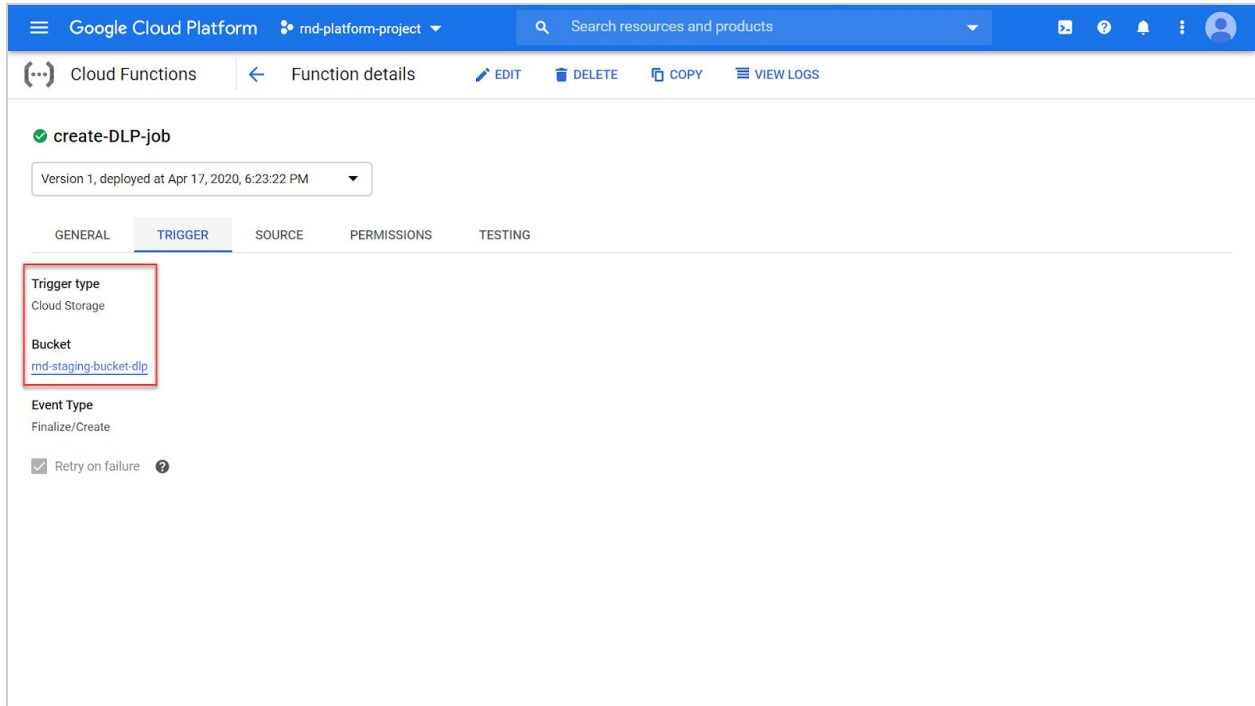 Google Cloud Platform rnd-platform-project Search resources and products
Cloud Functions Function details EDIT DELETE COPY VIEW LOGS
create-DLP-job
Version 1, deployed at Apr 17, 2020, 6:23:22 PM
GENERAL TRIGGER SOURCE PERMISSIONS TESTING
Trigger type
Cloud Storage
Bucket
rnd-staging-bucket-dlp
Event Type
Finalize/Create
Retry on failure